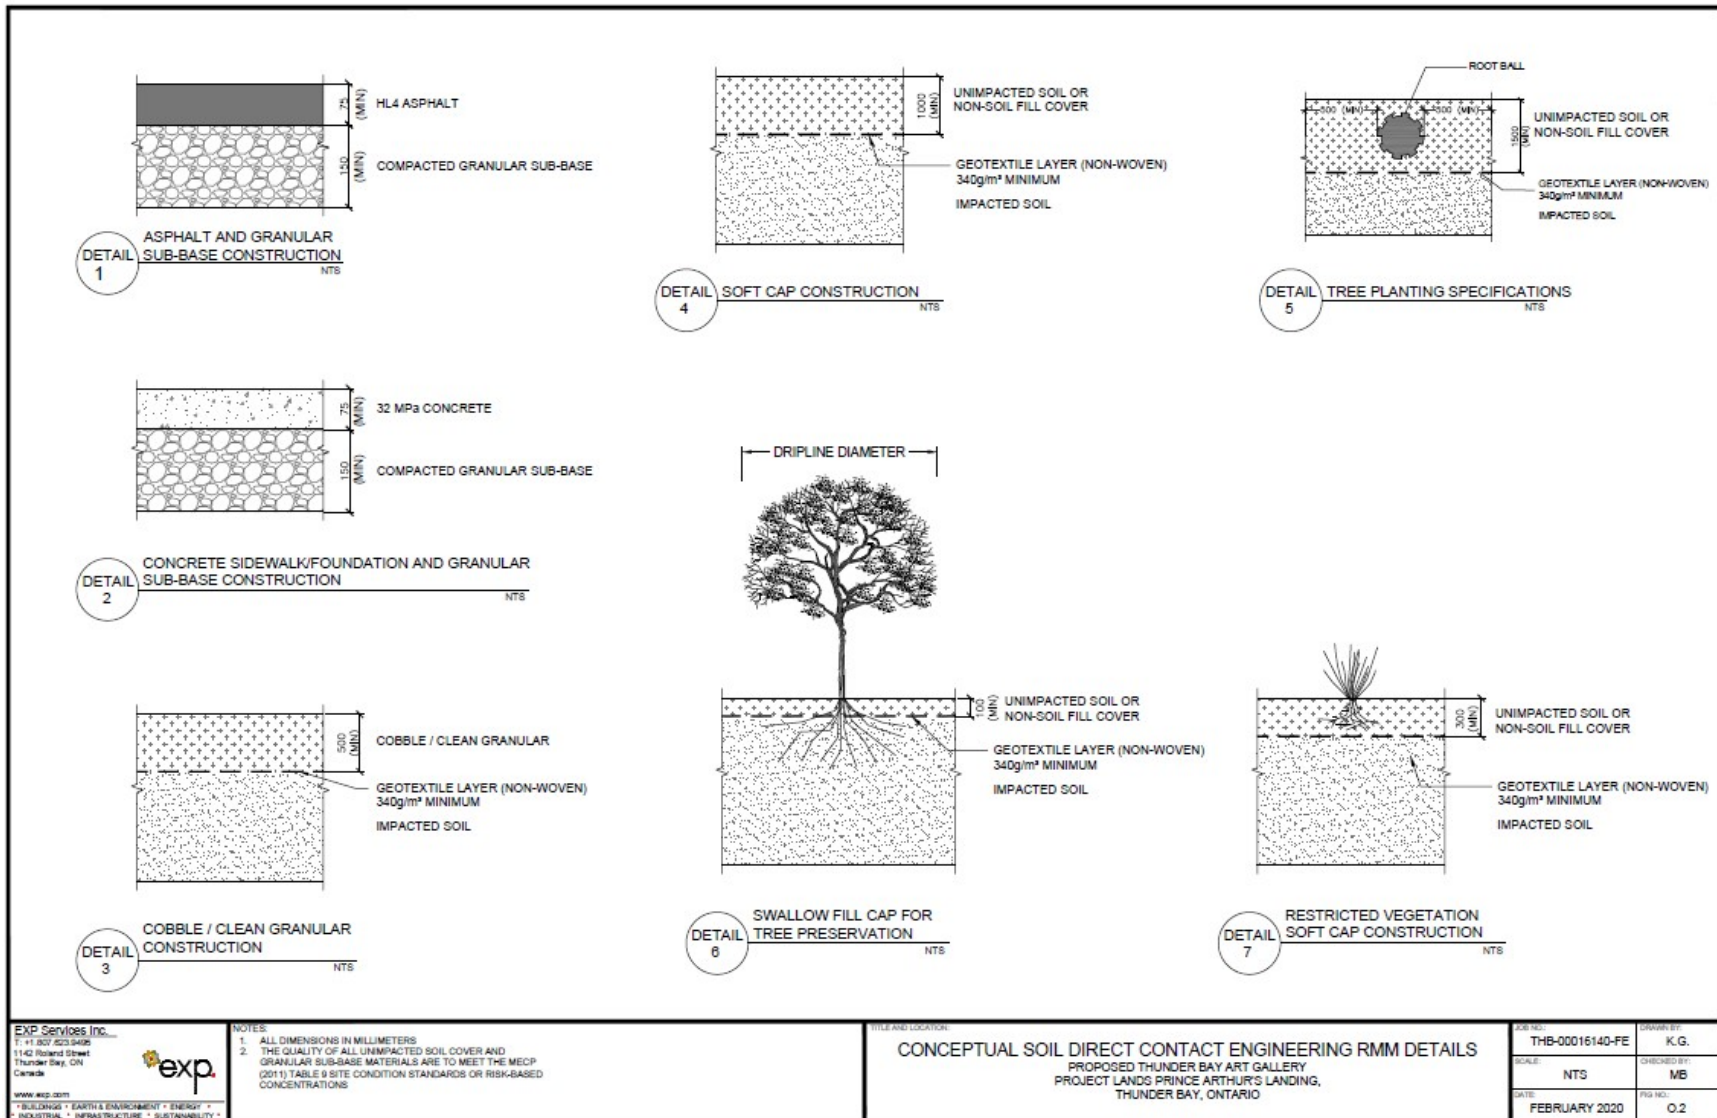 75
(MIN)
HL4 ASPHALT
150
(MIN)
COMPACTED GRANULAR SUB-BASE
DETAIL
1
ASPHALT AND GRANULAR
SUB-BASE CONSTRUCTION
NTS
1000
(MIN)
UNIMPACTED SOIL OR
NON-SOIL FILL COVER
GEOTEXTILE LAYER (NON-WOVEN)
340g/m² MINIMUM
IMPACTED SOIL
DETAIL
4
SOFT CAP CONSTRUCTION
NTS
ROOT BALL
500 (MIN)
500 (MIN)
1500
(MIN)
UNIMPACTED SOIL OR
NON-SOIL FILL COVER
GEOTEXTILE LAYER (NON-WOVEN)
340g/m² MINIMUM
IMPACTED SOIL
DETAIL
5
TREE PLANTING SPECIFICATIONS
NTS
75
(MIN)
32 MPa CONCRETE
150
(MIN)
COMPACTED GRANULAR SUB-BASE
DETAIL
2
CONCRETE SIDEWALK/FOUNDATION AND GRANULAR
SUB-BASE CONSTRUCTION
NTS
500
(MIN)
COBBLE / CLEAN GRANULAR
GEOTEXTILE LAYER (NON-WOVEN)
340g/m² MINIMUM
IMPACTED SOIL
DETAIL
3
COBBLE / CLEAN GRANULAR
CONSTRUCTION
NTS
DRIPLINE DIAMETER
100
(MIN)
UNIMPACTED SOIL OR
NON-SOIL FILL COVER
GEOTEXTILE LAYER (NON-WOVEN)
340g/m² MINIMUM
IMPACTED SOIL
DETAIL
6
SWALLOW FILL CAP FOR
TREE PRESERVATION
NTS
300
(MIN)
UNIMPACTED SOIL OR
NON-SOIL FILL COVER
GEOTEXTILE LAYER (NON-WOVEN)
340g/m² MINIMUM
IMPACTED SOIL
DETAIL
7
RESTRICTED VEGETATION
SOFT CAP CONSTRUCTION
NTS
EXP Services Inc.
T: +1.807.623.9495
1142 Roland Street
Thunder Bay, ON
Canada
www.exp.com
exp.
• BUILDINGS • EARTH & ENVIRONMENT • ENERGY •
• INDUSTRIAL • INFRASTRUCTURE • SUSTAINABILITY •
NOTES:
1. ALL DIMENSIONS IN MILLIMETERS
2. THE QUALITY OF ALL UNIMPACTED SOIL COVER AND
GRANULAR SUB-BASE MATERIALS ARE TO MEET THE MECP
(2011) TABLE 9 SITE CONDITION STANDARDS OR RISK-BASED
CONCENTRATIONS
TITLE AND LOCATION:
CONCEPTUAL SOIL DIRECT CONTACT ENGINEERING RMM DETAILS
PROPOSED THUNDER BAY ART GALLERY
PROJECT LANDS PRINCE ARTHUR'S LANDING,
THUNDER BAY, ONTARIO
JOB NO.:
THB-00016140-FE
DRAWN BY:
K.G.
SCALE:
NTS
CHECKED BY:
MB
DATE:
FEBRUARY 2020
FIG NO.:
O.2